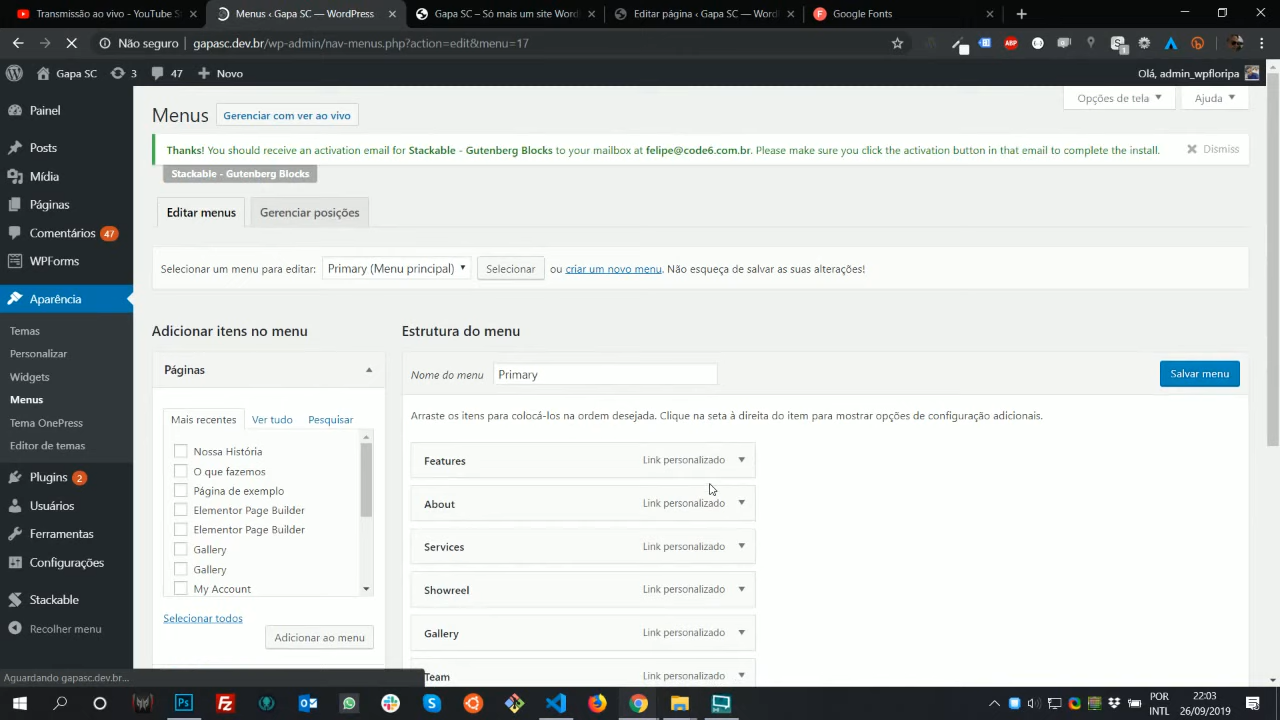 Transmissão ao vivo - YouTube S
Menus ‹ Gapa SC — WordPress
Gapa SC – Só mais um site Word
Editar página ‹ Gapa SC — Word
Google Fonts
Não seguro
gapasc.dev.br/wp-admin/nav-menus.php?action=edit&menu=17
Gapa SC
3
47
Novo
Olá, admin_wpfloripa
Painel
Posts
Mídia
Páginas
Comentários 47
WPForms
Aparência
Temas
Personalizar
Widgets
Menus
Tema OnePress
Editor de temas
Plugins 2
Usuários
Ferramentas
Configurações
Stackable
Recolher menu
Opções de tela
Ajuda
Menus
Gerenciar com ver ao vivo
Thanks! You should receive an activation email for Stackable - Gutenberg Blocks to your mailbox at felipe@code6.com.br. Please make sure you click the activation button in that email to complete the install.
Dismiss
Stackable - Gutenberg Blocks
Editar menus
Gerenciar posições
Selecionar um menu para editar:
Primary (Menu principal)
Selecionar
ou criar um novo menu. Não esqueça de salvar as suas alterações!
Adicionar itens no menu
Páginas
Mais recentes
Ver tudo
Pesquisar
Nossa História
O que fazemos
Página de exemplo
Elementor Page Builder
Elementor Page Builder
Gallery
Gallery
My Account
Selecionar todos
Adicionar ao menu
Estrutura do menu
Nome do menu
Primary
Salvar menu
Arraste os itens para colocá-los na ordem desejada. Clique na seta à direita do item para mostrar opções de configuração adicionais.
Features
Link personalizado
About
Link personalizado
Services
Link personalizado
Showreel
Link personalizado
Gallery
Link personalizado
Team
Link personalizado
Aguardando gapasc.dev.br...
POR
INTL
22:03
26/09/2019